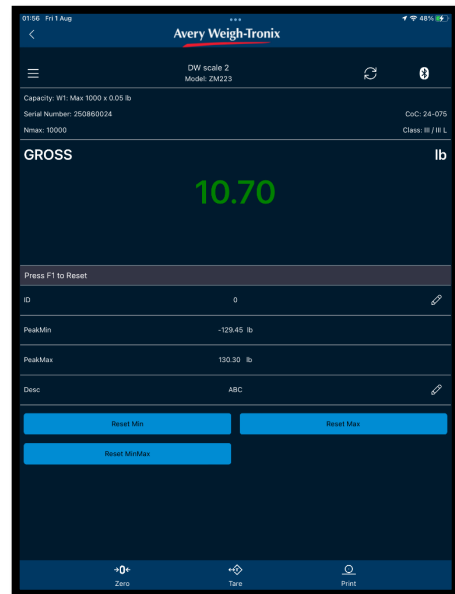 01:56 Fri 1 Aug
48%
Avery Weigh-Tronix
DW scale 2
Model: ZM223
Capacity: W1: Max 1000 x 0.05 lb
Serial Number: 250860024
CoC: 24-075
Nmax: 10000
Class: III / III L
GROSS
lb
10.70
Press F1 to Reset
ID 0
PeakMin -129.45 lb
PeakMax 130.30 lb
Desc ABC
Reset Min
Reset Max
Reset MinMax
→0←
Zero
Tare
Print